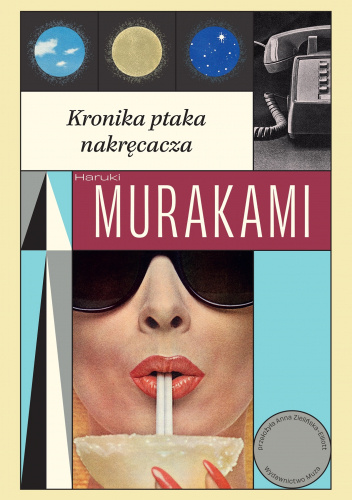 Kronika ptaka
nakręcacza
Haruki
MURAKAMI
przełożyła Anna Zielińska-Elliott
Wydawnictwo Muza